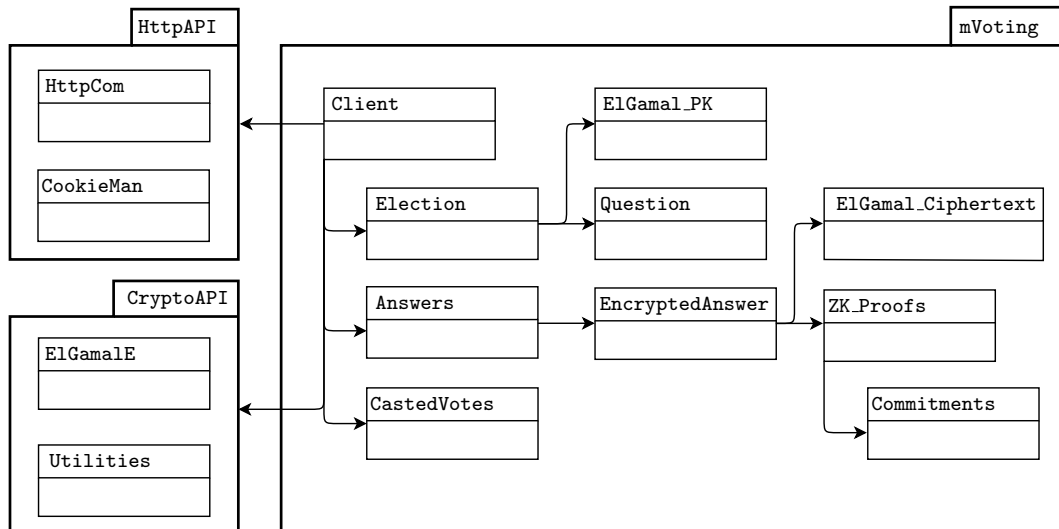 HttpAPI
HttpCom
CookieMan
CryptoAPI
ElGamalE
Utilities
mVoting
Client
ElGamal_PK
Election
Question
ElGamal_Ciphertext
Answers
EncryptedAnswer
ZK_Proofs
CastedVotes
Commitments